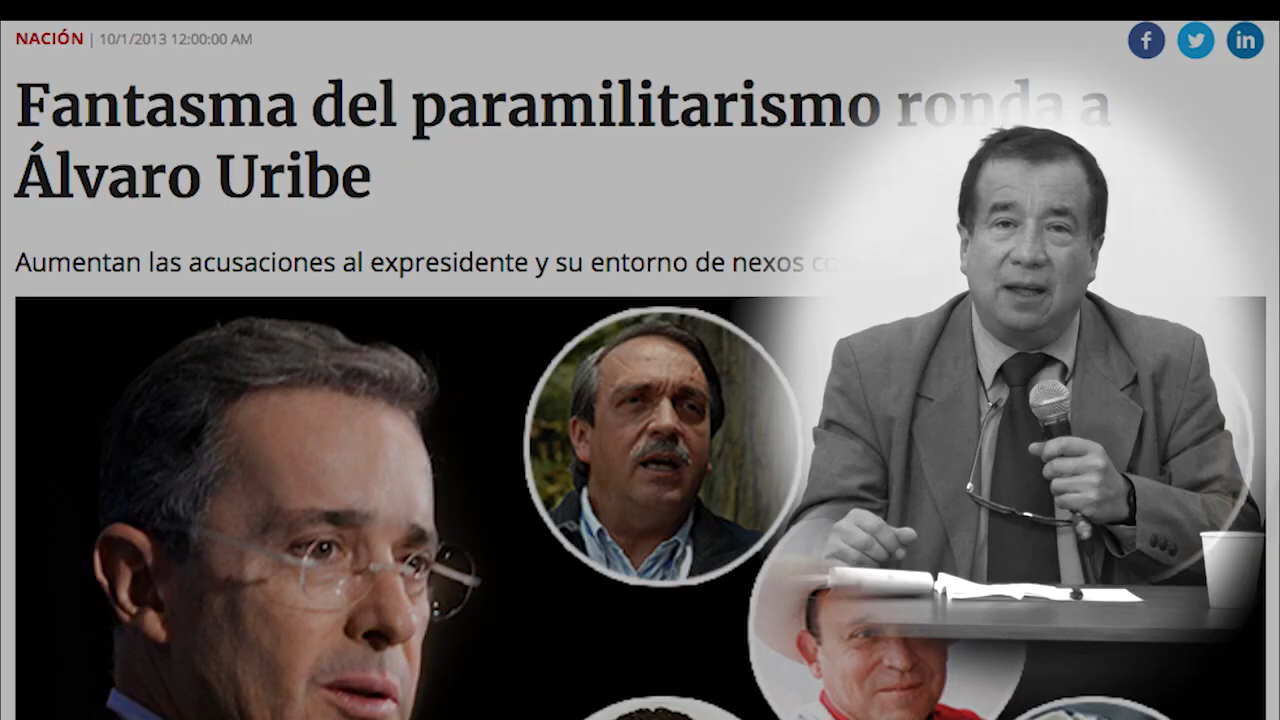 NACIÓN | 10/1/2013 12:00:00 AM
Fantasma del paramilitarismo ronda a
Álvaro Uribe
Aumentan las acusaciones al expresidente y su entorno de nexos